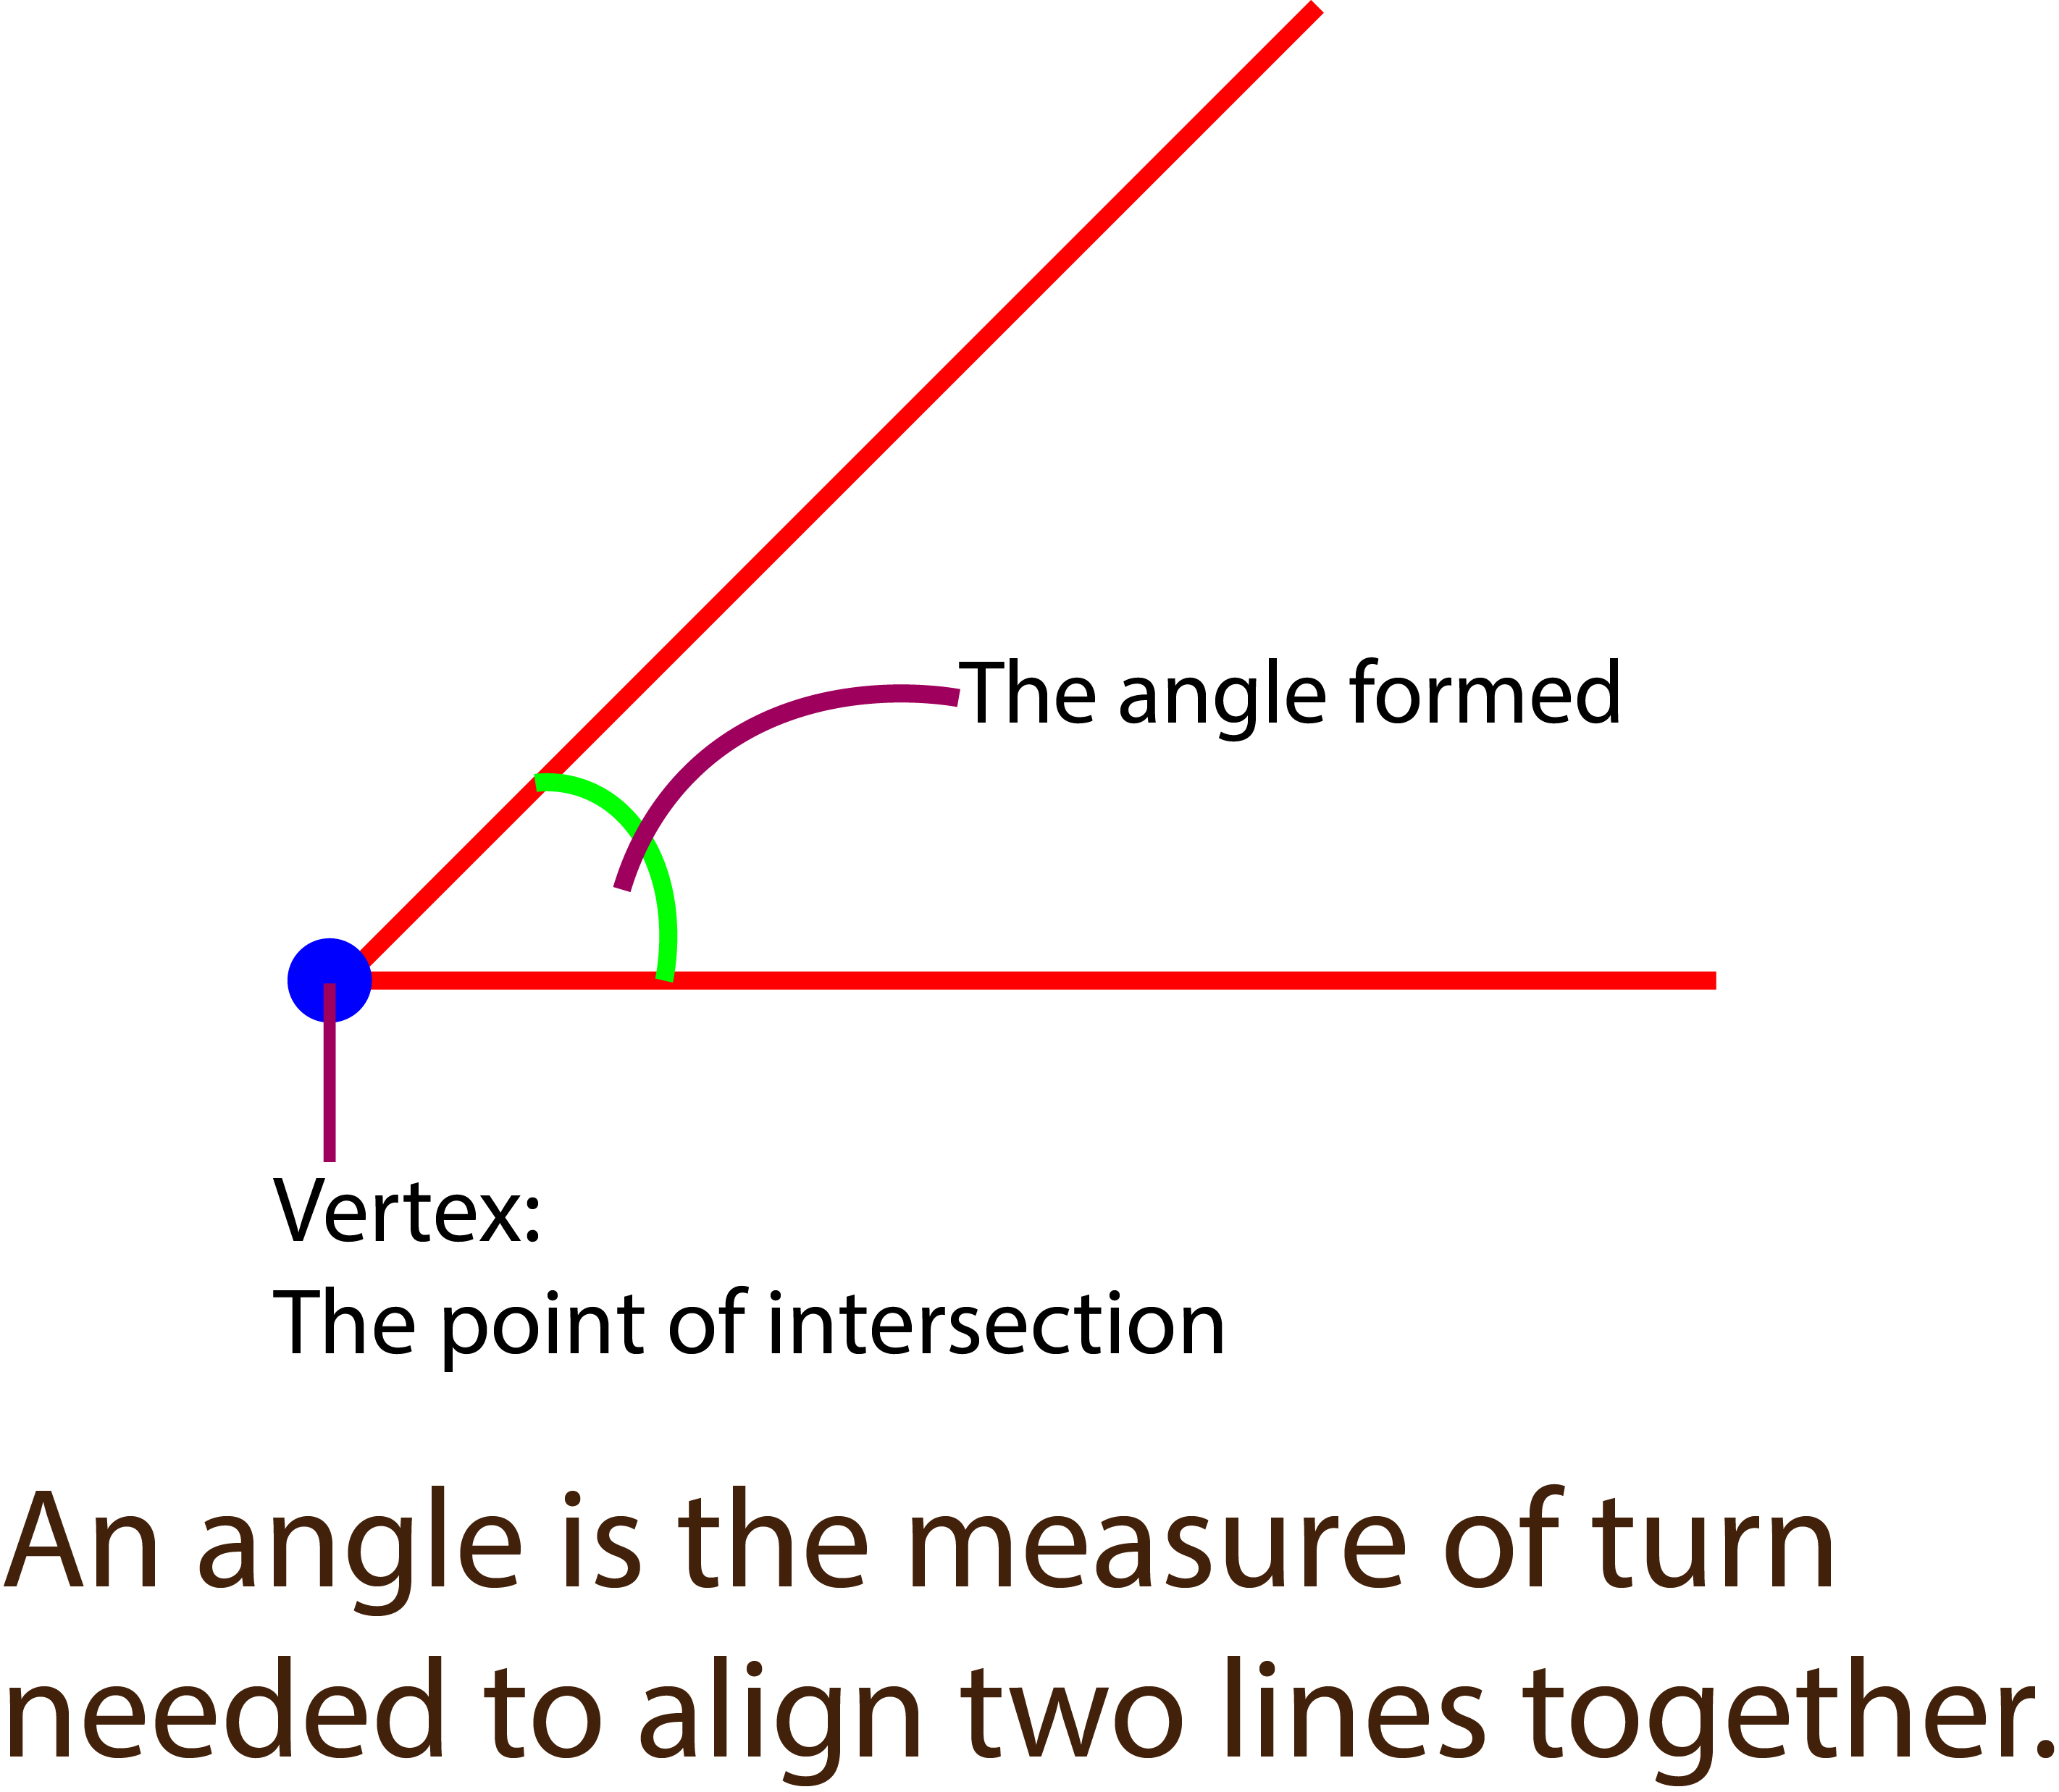 The angle formed
Vertex:
The point of intersection
An angle is the measure of turn
needed to align two lines together.